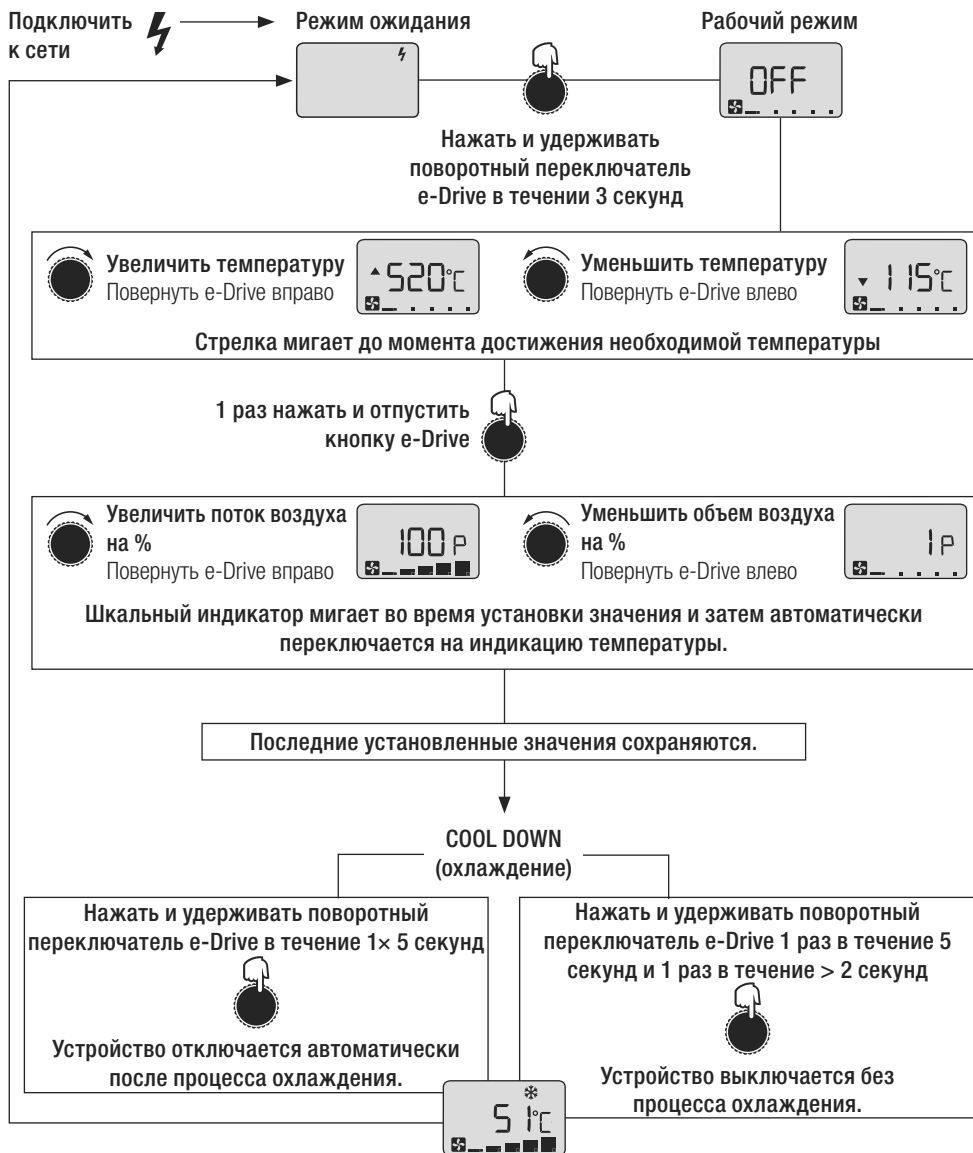 Подключить
к сети
Режим ожидания
Рабочий режим
OFF
Нажать и удерживать
поворотный переключатель
e-Drive в течении 3 секунд
Увеличить температуру
Повернуть e-Drive вправо
520°C
Уменьшить температуру
Повернуть e-Drive влево
115°C
Стрелка мигает до момента достижения необходимой температуры
1 раз нажать и отпустить
кнопку e-Drive
Увеличить поток воздуха
на %
Повернуть e-Drive вправо
100 P
Уменьшить объем воздуха
на %
Повернуть e-Drive влево
1 P
Шкальный индикатор мигает во время установки значения и затем автоматически
переключается на индикацию температуры.
Последние установленные значения сохраняются.
COOL DOWN
(охлаждение)
Нажать и удерживать поворотный
переключатель e-Drive в течение 1× 5 секунд
Устройство отключается автоматически
после процесса охлаждения.
Нажать и удерживать поворотный
переключатель e-Drive 1 раз в течение 5
секунд и 1 раз в течение > 2 секунд
Устройство выключается без
процесса охлаждения.
51°C